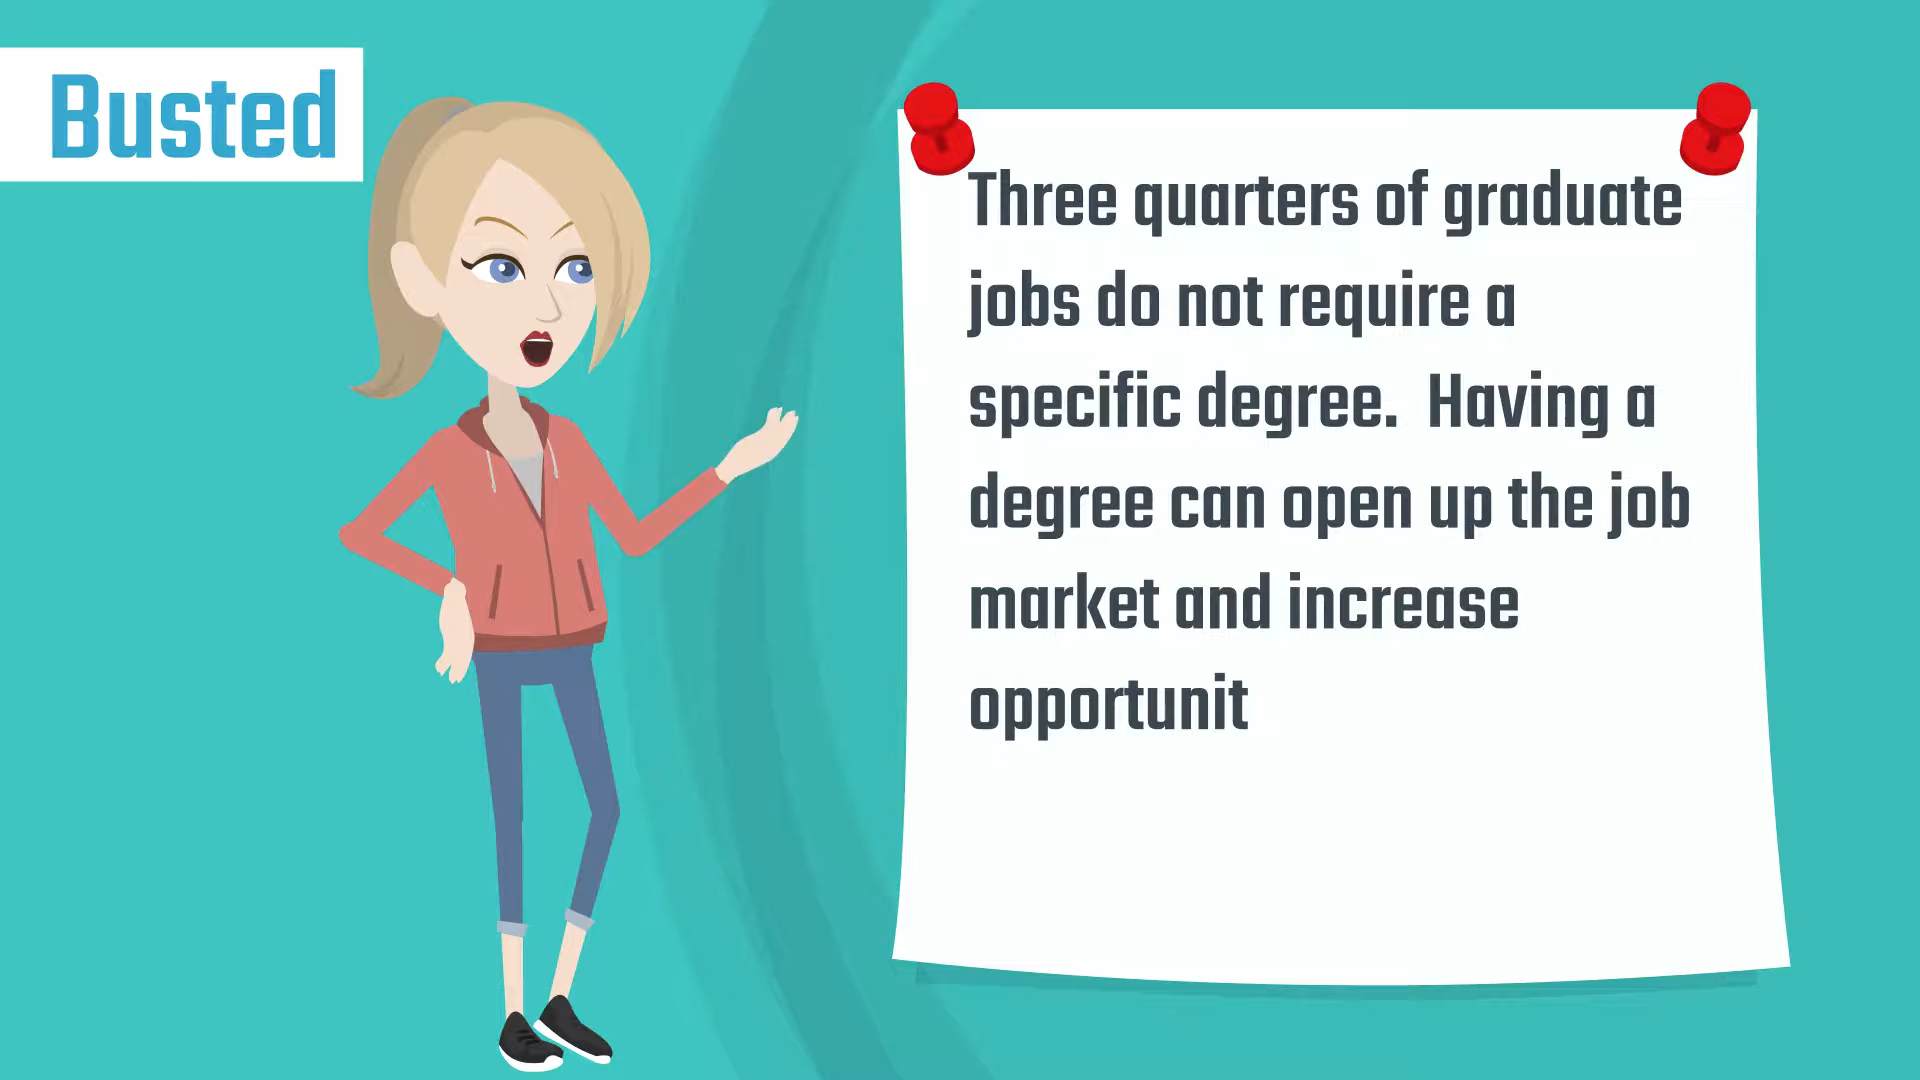 Busted
Three quarters of graduate
jobs do not require a
specific degree.  Having a
degree can open up the job
market and increase
opportunit